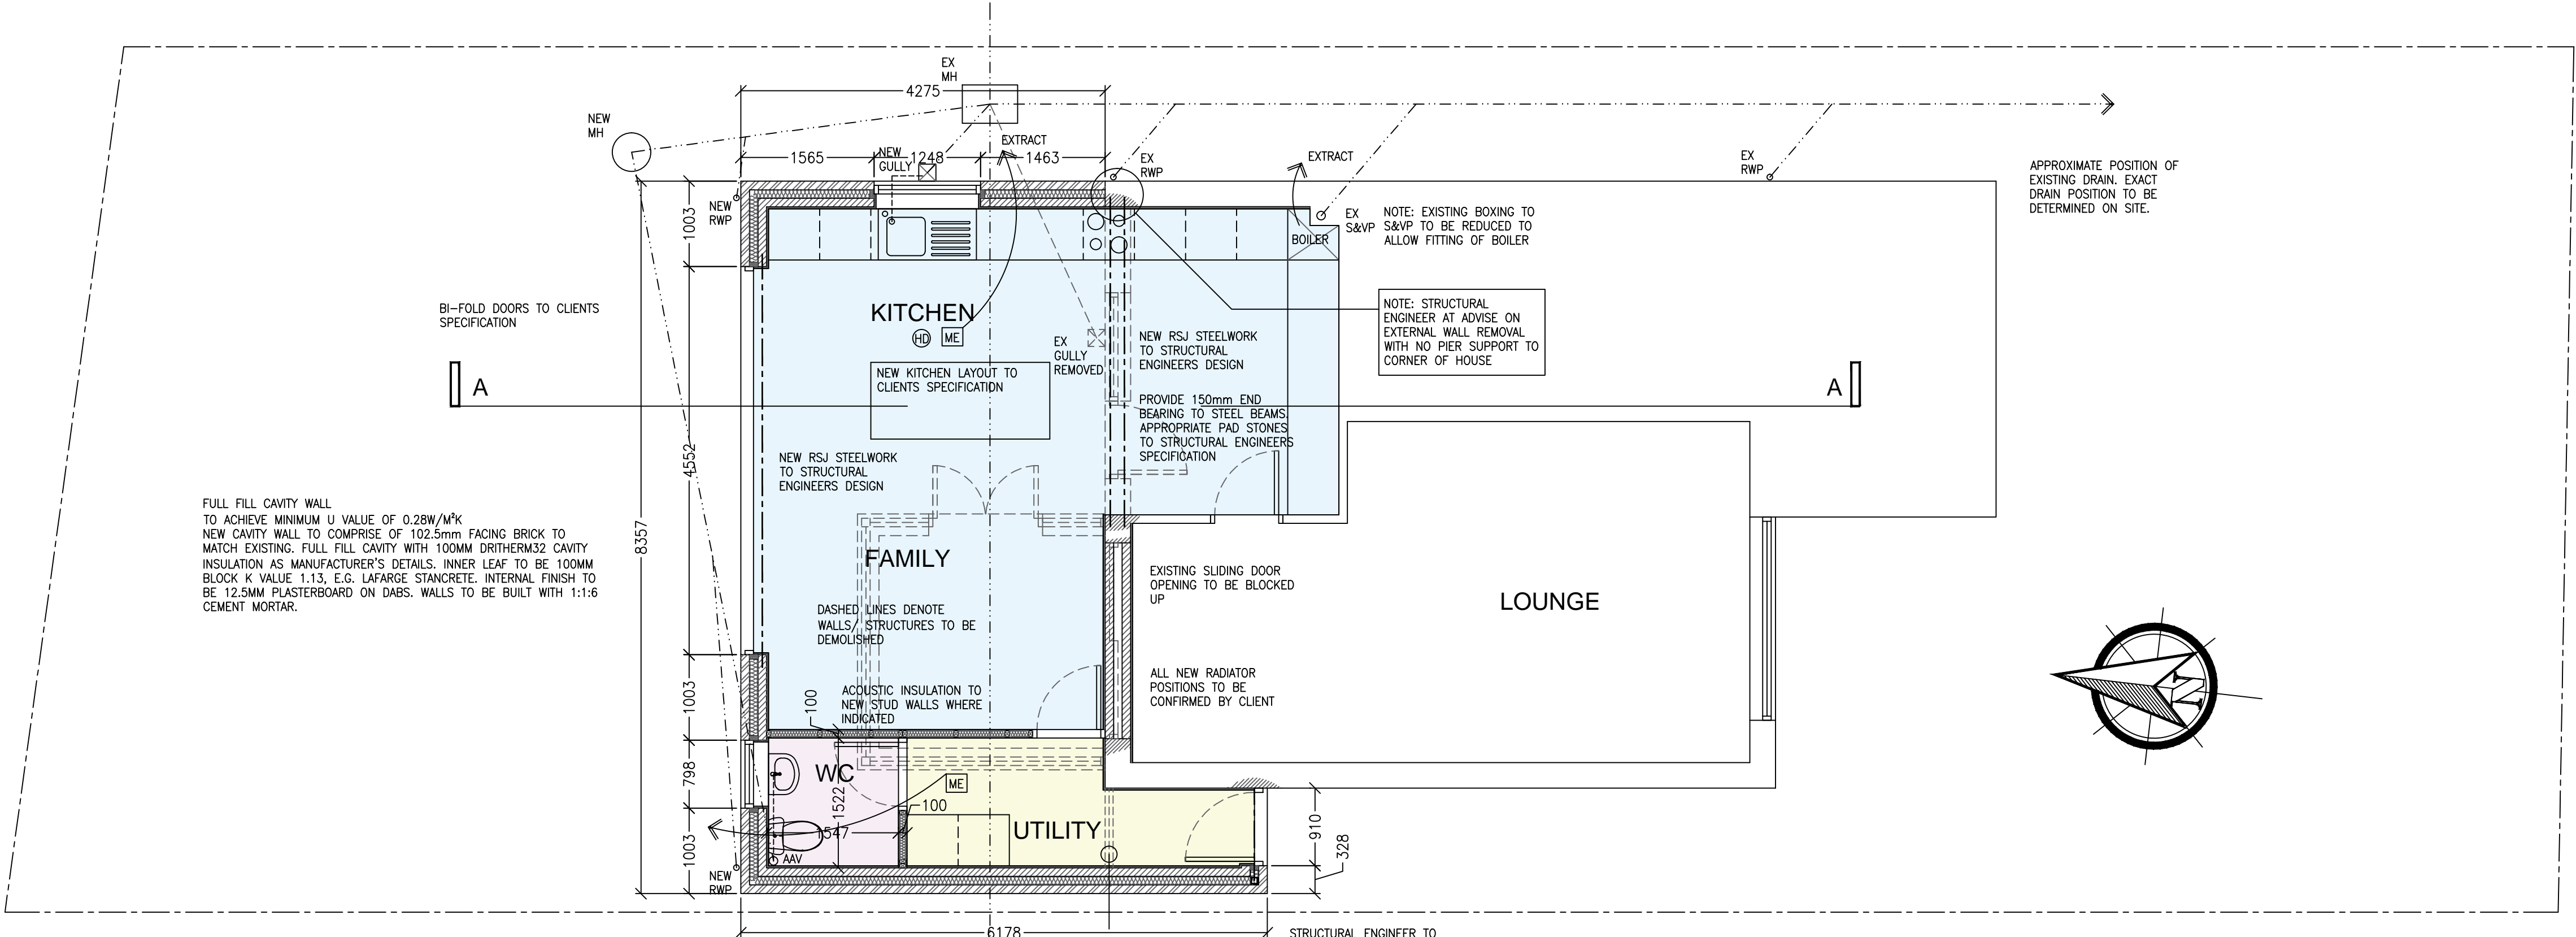 EX
MH
4275
NEW
MH
1565
NEW
GULLY
1248
EXTRACT
1463
EX
RWP
EXTRACT
EX
RWP
APPROXIMATE POSITION OF
EXISTING DRAIN. EXACT
DRAIN POSITION TO BE
DETERMINED ON SITE.
NEW
RWP
1003
EX
S&VP
NOTE: EXISTING BOXING TO
S&VP TO BE REDUCED TO
ALLOW FITTING OF BOILER
BOILER
BI-FOLD DOORS TO CLIENTS
SPECIFICATION
KITCHEN
HD
ME
EX
GULLY
REMOVED
NEW RSJ STEELWORK
TO STRUCTURAL
ENGINEERS DESIGN
NOTE: STRUCTURAL
ENGINEER AT ADVISE ON
EXTERNAL WALL REMOVAL
WITH NO PIER SUPPORT TO
CORNER OF HOUSE
A
NEW KITCHEN LAYOUT TO
CLIENTS SPECIFICATION
A
PROVIDE 150mm END
BEARING TO STEEL BEAMS.
APPROPRIATE PAD STONES
TO STRUCTURAL ENGINEERS
SPECIFICATION
4552
NEW RSJ STEELWORK
TO STRUCTURAL
ENGINEERS DESIGN
FULL FILL CAVITY WALL
TO ACHIEVE MINIMUM U VALUE OF 0.28W/M²K
NEW CAVITY WALL TO COMPRISE OF 102.5mm FACING BRICK TO
MATCH EXISTING. FULL FILL CAVITY WITH 100MM DRITHERM32 CAVITY
INSULATION AS MANUFACTURER'S DETAILS. INNER LEAF TO BE 100MM
BLOCK K VALUE 1.13, E.G. LAFARGE STANCRETE. INTERNAL FINISH TO
BE 12.5MM PLASTERBOARD ON DABS. WALLS TO BE BUILT WITH 1:1:6
CEMENT MORTAR.
8357
FAMILY
EXISTING SLIDING DOOR
OPENING TO BE BLOCKED
UP
LOUNGE
DASHED LINES DENOTE
WALLS/ STRUCTURES TO BE
DEMOLISHED
ALL NEW RADIATOR
POSITIONS TO BE
CONFIRMED BY CLIENT
N
1003
100
ACOUSTIC INSULATION TO
NEW STUD WALLS WHERE
INDICATED
798
WC
ME
1522
100
1547
UTILITY
910
328
1003
AAV
NEW
RWP
6178
STRUCTURAL ENGINEER TO